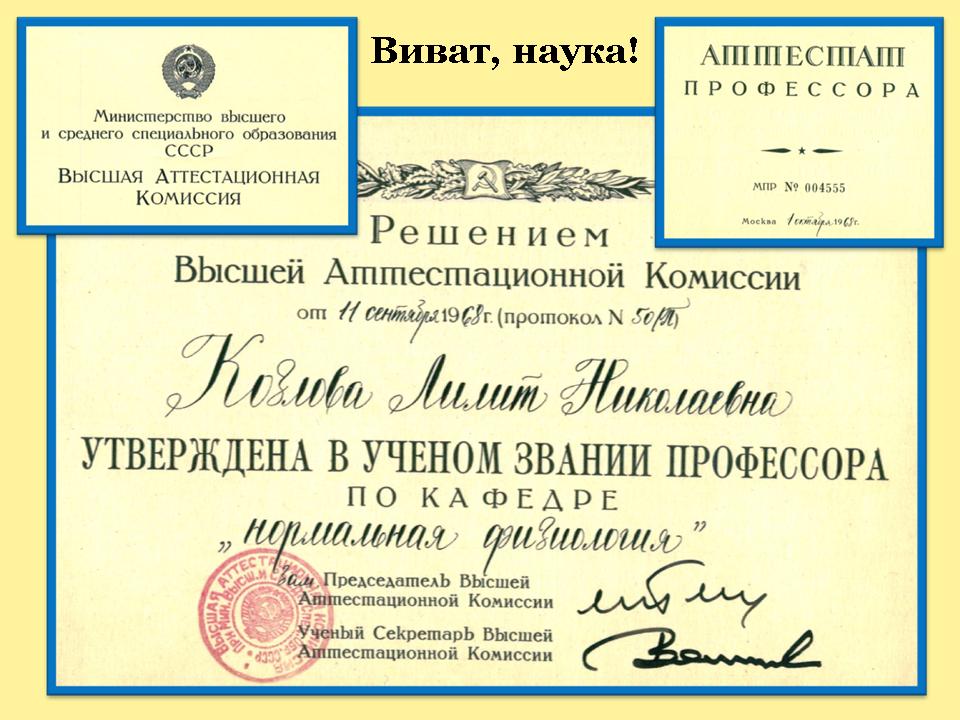 Виват, наука!
Министерство высшего
и среднего специального образования
СССР
Высшая Аттестационная
Комиссия
Аттестат
ПРОФЕССОРА
МПР № 004555
Москва 1 октября 1968г.
Решением
Высшей Аттестационной Комиссии
от 11 сентября 1968г. (протокол N 50/П)
Козлова Лилит Николаевна
УТВЕРЖДЕНА В УЧЕНОМ ЗВАНИИ ПРОФЕССОРА
ПО КАФЕДРЕ
„нормальная физиология”
Зам Председатель Высшей
Аттестационной Комиссии
Ученый Секретарь Высшей
Аттестационной Комиссии